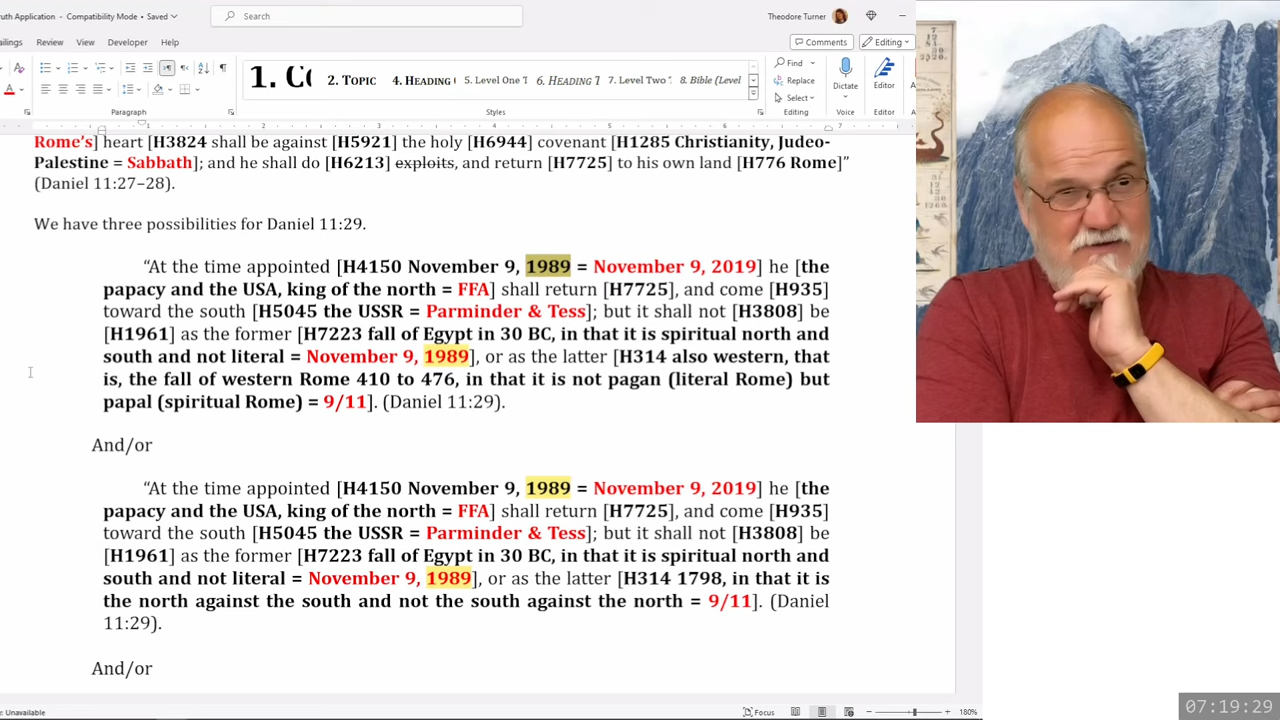 ruth Application - Compatibility Mode • Saved
Search
Theodore Turner
ailings Review View Developer Help
Comments
Editing
1. Cc
2. Topic
4. Heading
5. Level One T
6. Heading T
7. Level Two
8. Bible (Level
Find
Replace
Select
Dictate
Editor
Paragraph
Styles
Editing
Voice
Editor
1 2 3 4 5 6 7
Rome's] heart [H3824 shall be against [H5921] the holy [H6944] covenant [H1285 Christianity, Judeo-
Palestine = Sabbath]; and he shall do [H6213] exploits, and return [H7725] to his own land [H776 Rome]”
(Daniel 11:27–28).
We have three possibilities for Daniel 11:29.
“At the time appointed [H4150 November 9, 1989 = November 9, 2019] he [the
papacy and the USA, king of the north = FFA] shall return [H7725], and come [H935]
toward the south [H5045 the USSR = Parminder & Tess]; but it shall not [H3808] be
[H1961] as the former [H7223 fall of Egypt in 30 BC, in that it is spiritual north and
south and not literal = November 9, 1989], or as the latter [H314 also western, that
is, the fall of western Rome 410 to 476, in that it is not pagan (literal Rome) but
papal (spiritual Rome) = 9/11]. (Daniel 11:29).
And/or
“At the time appointed [H4150 November 9, 1989 = November 9, 2019] he [the
papacy and the USA, king of the north = FFA] shall return [H7725], and come [H935]
toward the south [H5045 the USSR = Parminder & Tess]; but it shall not [H3808] be
[H1961] as the former [H7223 fall of Egypt in 30 BC, in that it is spiritual north and
south and not literal = November 9, 1989], or as the latter [H314 1798, in that it is
the north against the south and not the south against the north = 9/11]. (Daniel
11:29).
And/or
y: Unavailable
Focus
180%
07:19:29